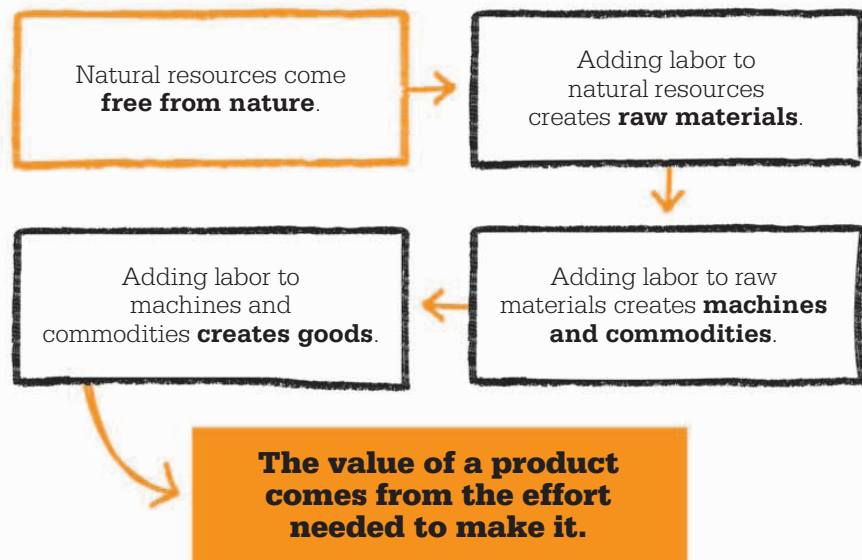 Natural resources come
free from nature.
Adding labor to
natural resources
creates raw materials.
Adding labor to raw
materials creates machines
and commodities.
Adding labor to
machines and
commodities creates goods.
The value of a product
comes from the effort
needed to make it.